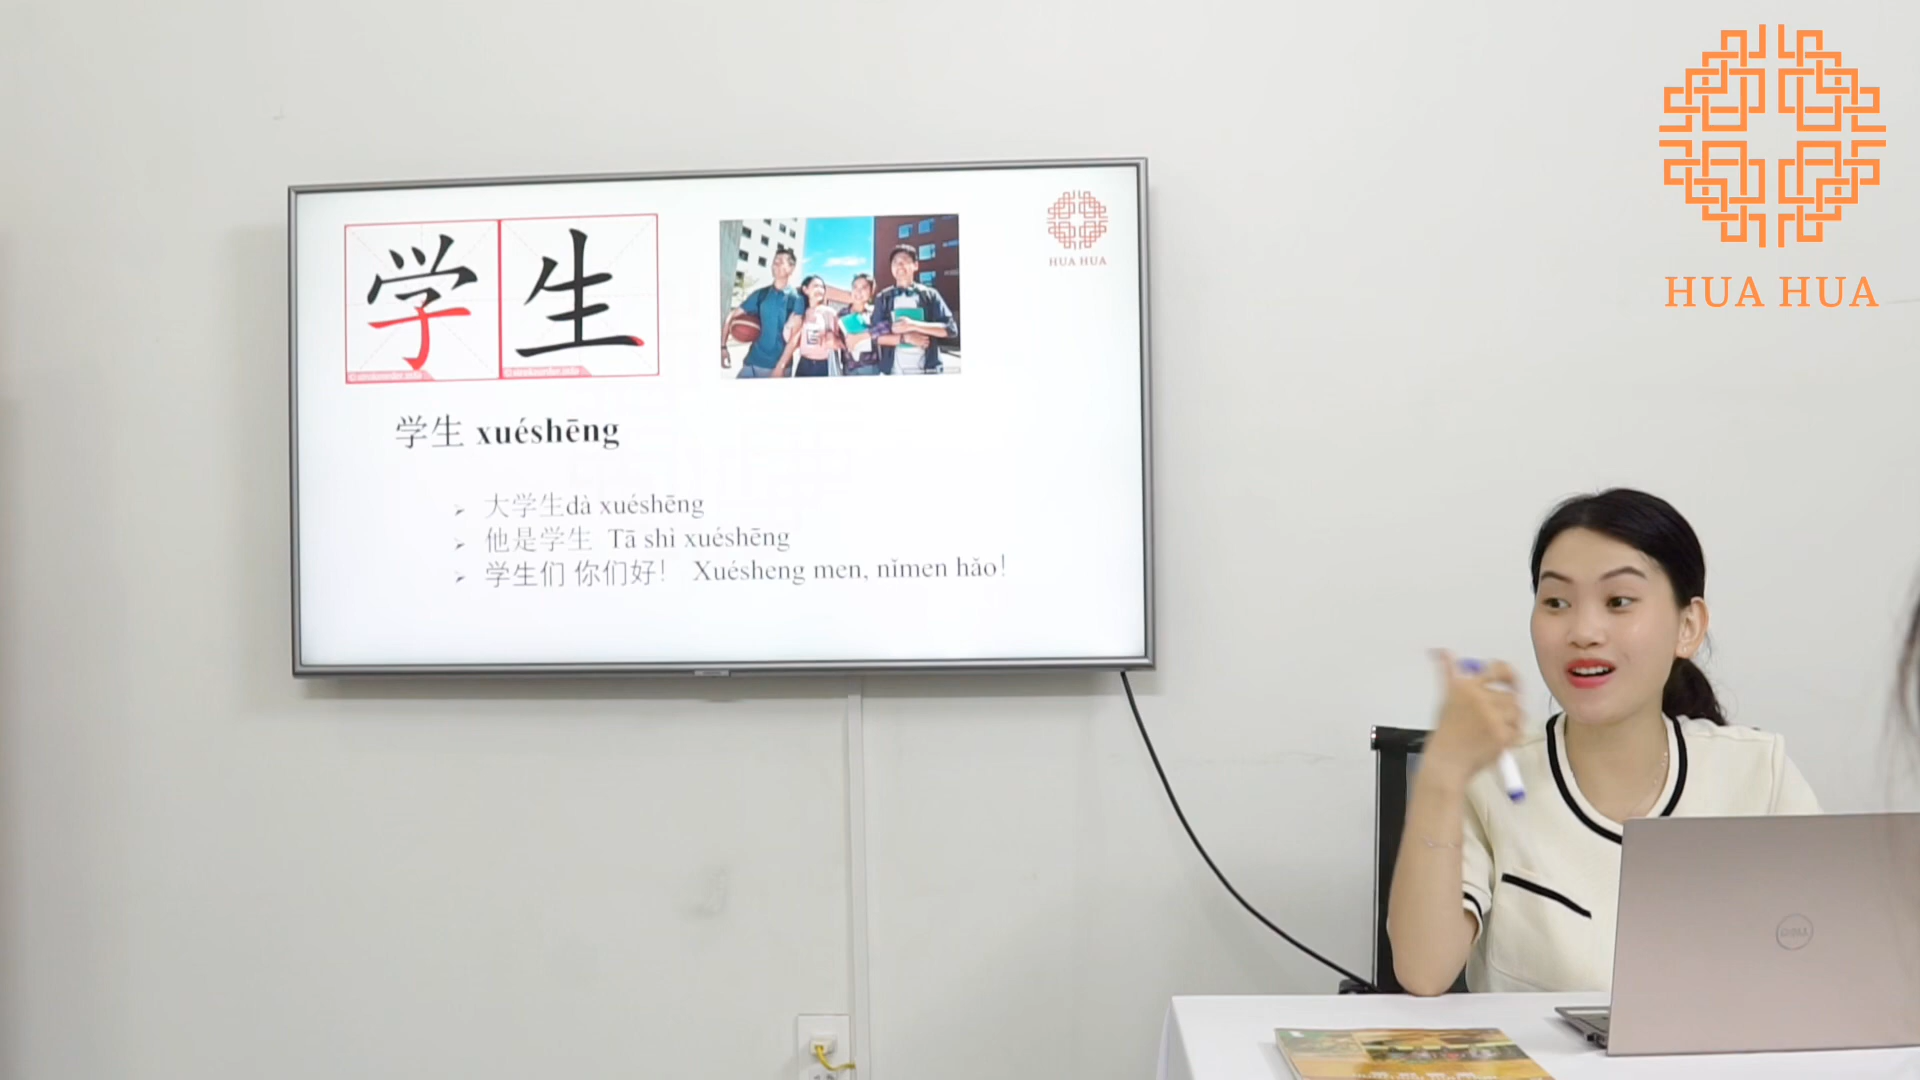 学生
HUA HUA
学生 xuéshēng
大学生dà xuéshēng
他是学生 Tā shì xuéshēng
学生们 你们好！ Xuésheng men, nǐmen hǎo!
HUA HUA
DELL